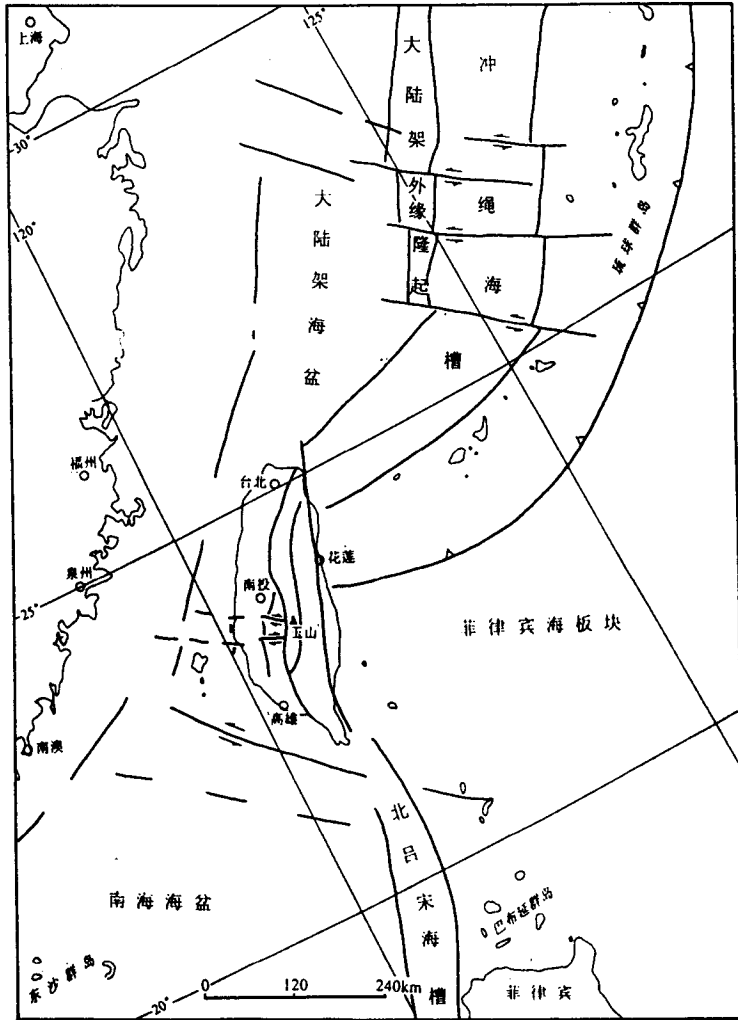 上海
125°
大陆架外缘隆起
冲绳海槽
30°
120°
大陆架海盆
琉球群岛
福州
台北
泉州
25°
花莲
南投
玉山
菲律宾海板块
高雄
南澳
北吕宋海槽
南海海盆
巴布延群岛
东沙群岛
20°
0 120 240km
菲律宾